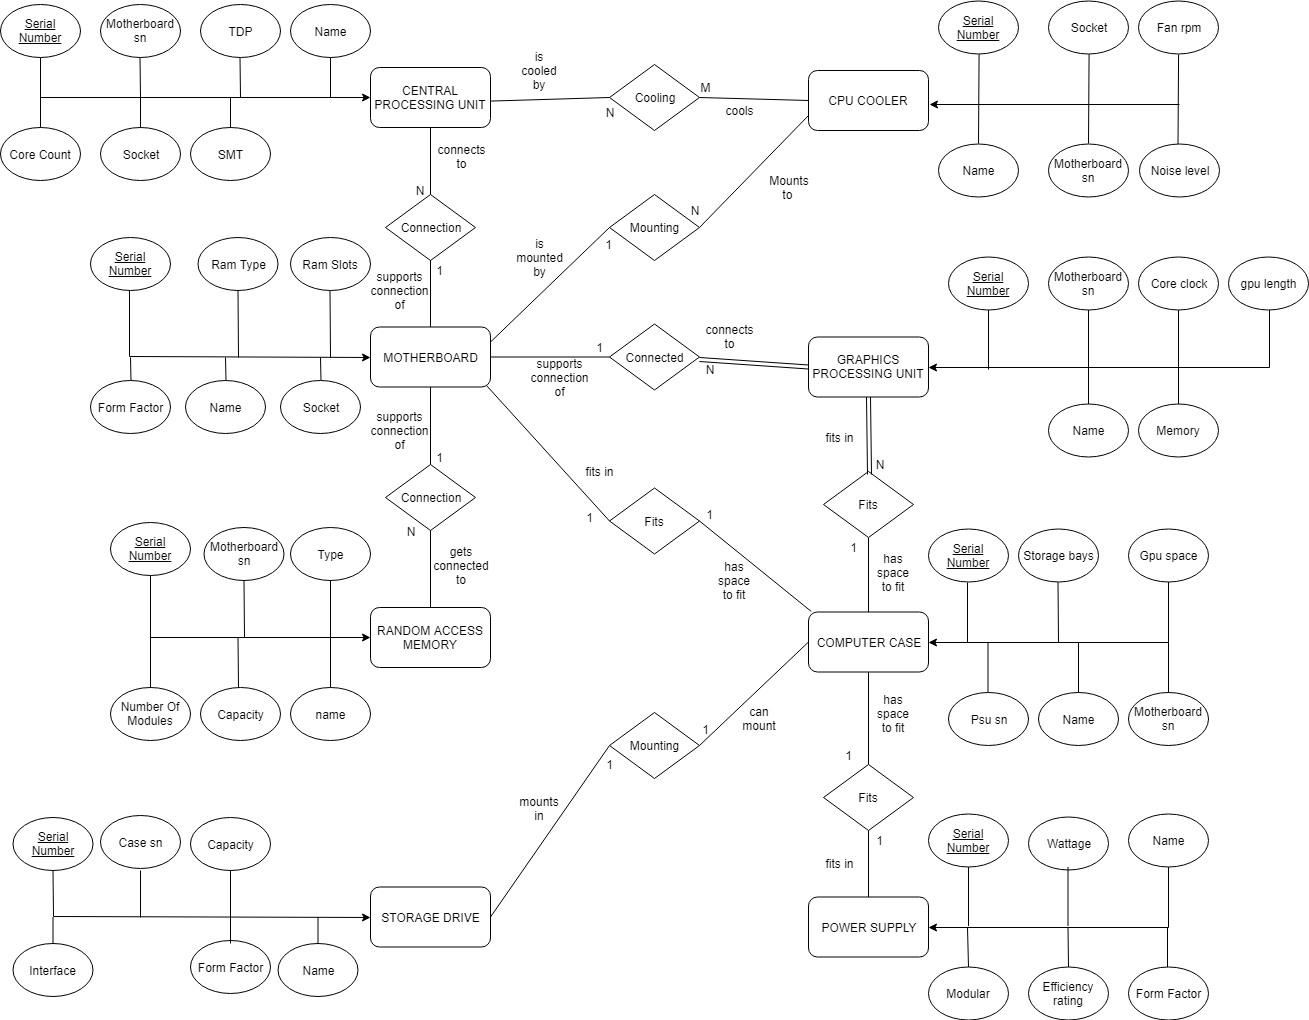 Serial
Number
Motherboard
sn
TDP
Name
Core Count
Socket
SMT
CENTRAL
PROCESSING UNIT
is
cooled
by
N
Cooling
M
cools
CPU COOLER
Serial
Number
Socket
Fan rpm
Name
Motherboard
sn
Noise level
connects
to
N
Connection
1
supports
connection
of
is
mounted
by
1
Mounting
N
Mounts
to
Serial
Number
Ram Type
Ram Slots
Form Factor
Name
Socket
MOTHERBOARD
1
supports
connection
of
Connected
connects
to
N
GRAPHICS
PROCESSING UNIT
Serial
Number
Motherboard
sn
Core clock
gpu length
Name
Memory
supports
connection
of
1
Connection
N
gets
connected
to
fits in
1
Fits
1
has
space
to fit
fits in
N
Fits
1
has
space
to fit
Serial
Number
Motherboard
sn
Type
Number Of
Modules
Capacity
name
RANDOM ACCESS
MEMORY
COMPUTER CASE
Serial
Number
Storage bays
Gpu space
Psu sn
Name
Motherboard
sn
mounts
in
1
Mounting
1
can
mount
has
space
to fit
1
Fits
1
fits in
Serial
Number
Case sn
Capacity
Interface
Form Factor
Name
STORAGE DRIVE
POWER SUPPLY
Serial
Number
Wattage
Name
Modular
Efficiency
rating
Form Factor